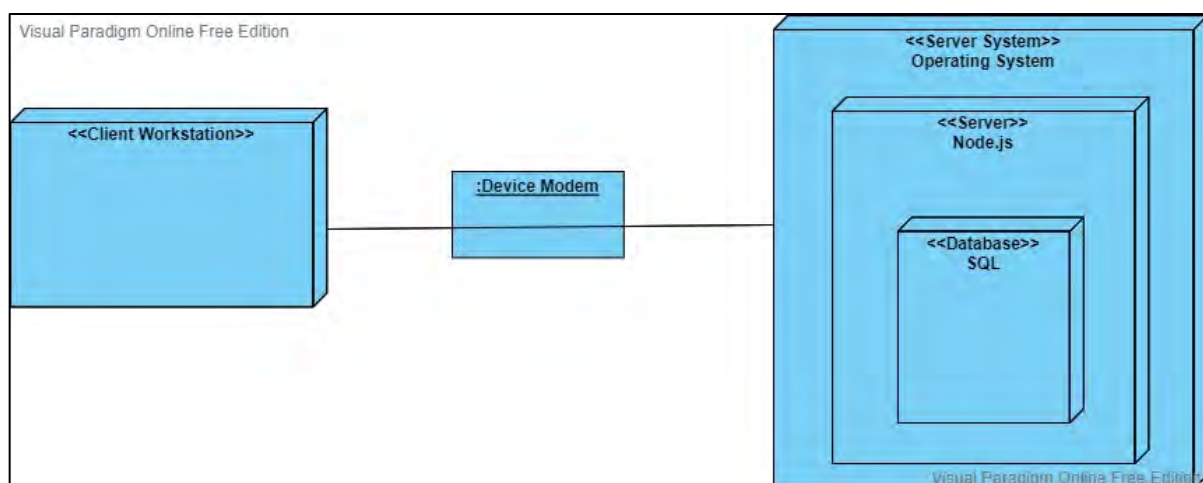 Visual Paradigm Online Free Edition
<<Server System>>
Operating System
<<Client Workstation>>
<<Server>>
Node.js
:Device Modem
<<Database>>
SQL
Visual Paradigm Online Free Edition